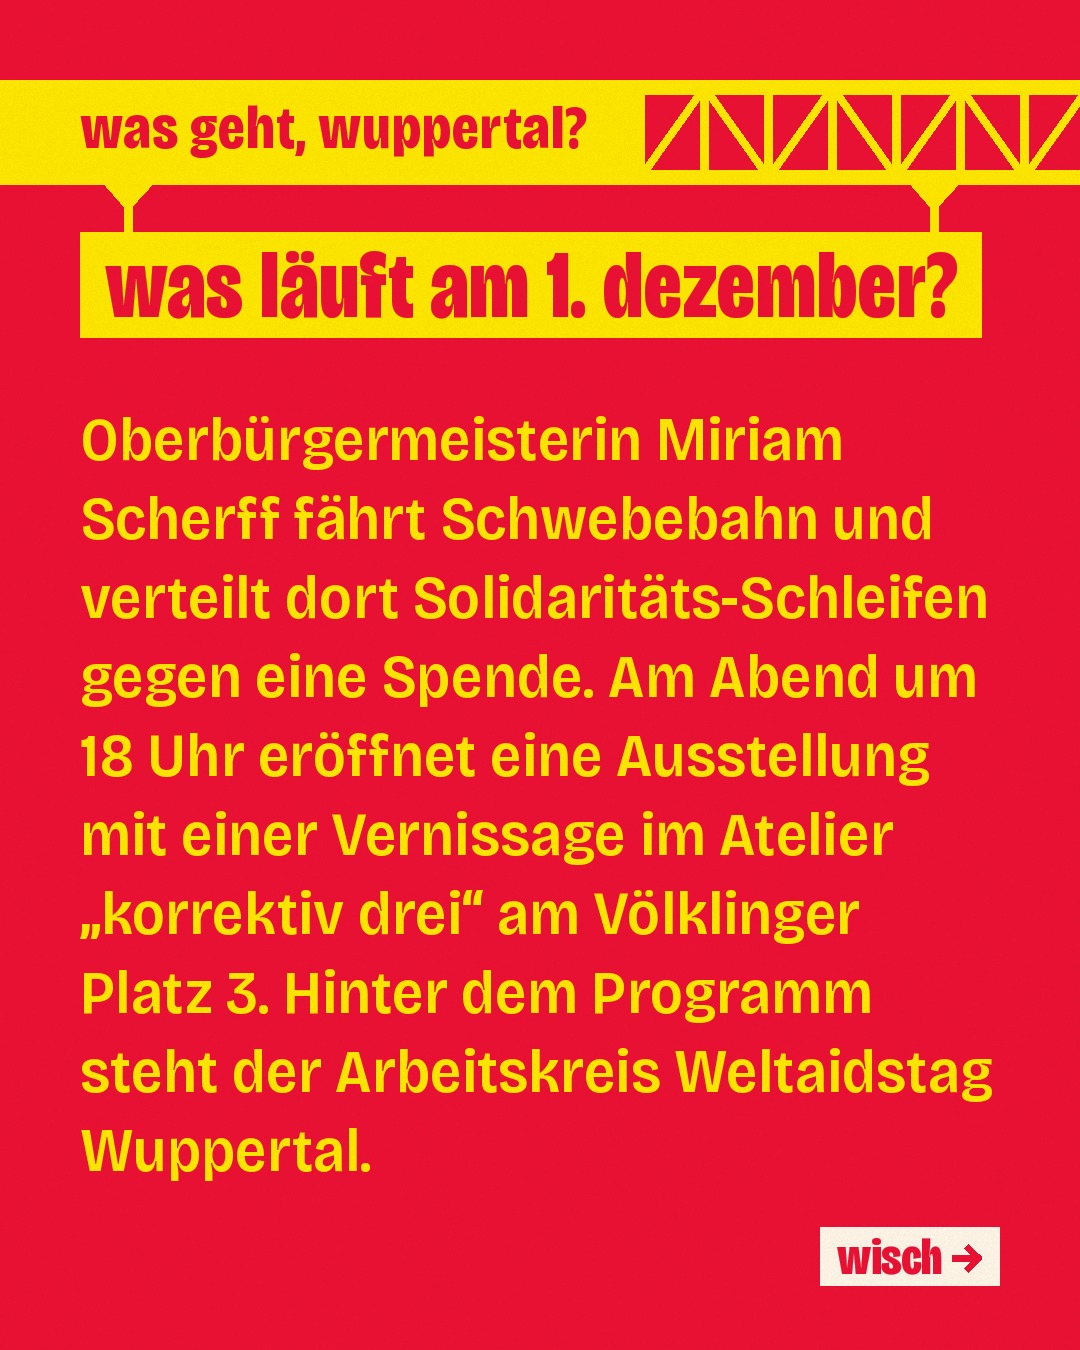 was geht, wuppertal?
was läuft am 1. dezember?
Oberbürgermeisterin Miriam
Scherff fährt Schwebebahn und
verteilt dort Solidaritäts-Schleifen
gegen eine Spende. Am Abend um
18 Uhr eröffnet eine Ausstellung
mit einer Vernissage im Atelier
„korrektiv drei“ am Völklinger
Platz 3. Hinter dem Programm
steht der Arbeitskreis Weltaidstag
Wuppertal.
wisch →